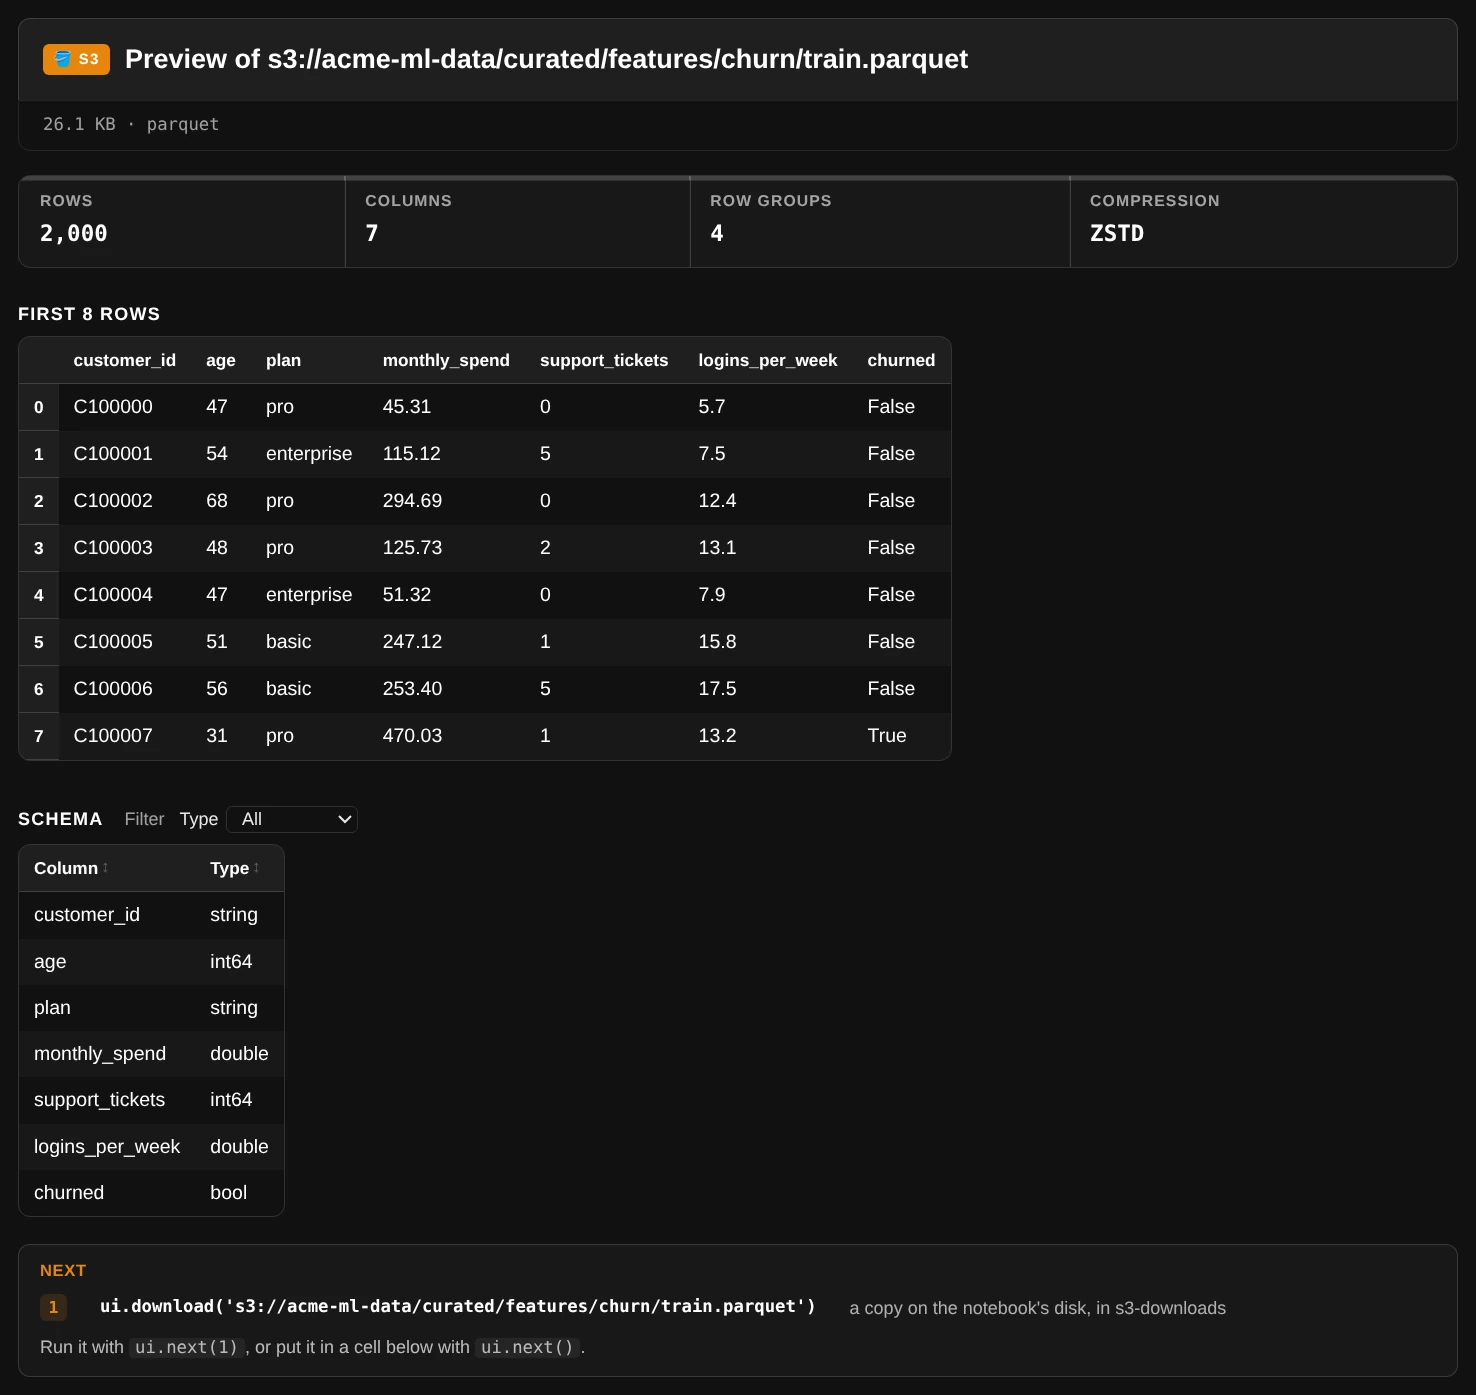 S3 Preview of s3://acme-ml-data/curated/features/churn/train.parquet
26.1 KB · parquet
ROWS COLUMNS ROW GROUPS COMPRESSION
2,000 7 4 ZSTD
FIRST 8 ROWS
customer_id age plan monthly_spend support_tickets logins_per_week churned
0 C100000 47 pro 45.31 0 5.7 False
1 C100001 54 enterprise 115.12 5 7.5 False
2 C100002 68 pro 294.69 0 12.4 False
3 C100003 48 pro 125.73 2 13.1 False
4 C100004 47 enterprise 51.32 0 7.9 False
5 C100005 51 basic 247.12 1 15.8 False
6 C100006 56 basic 253.40 5 17.5 False
7 C100007 31 pro 470.03 1 13.2 True
SCHEMA Filter Type All
Column Type
customer_id string
age int64
plan string
monthly_spend double
support_tickets int64
logins_per_week double
churned bool
NEXT
1 ui.download('s3://acme-ml-data/curated/features/churn/train.parquet') a copy on the notebook's disk, in s3-downloads
Run it with ui.next(1), or put it in a cell below with ui.next().